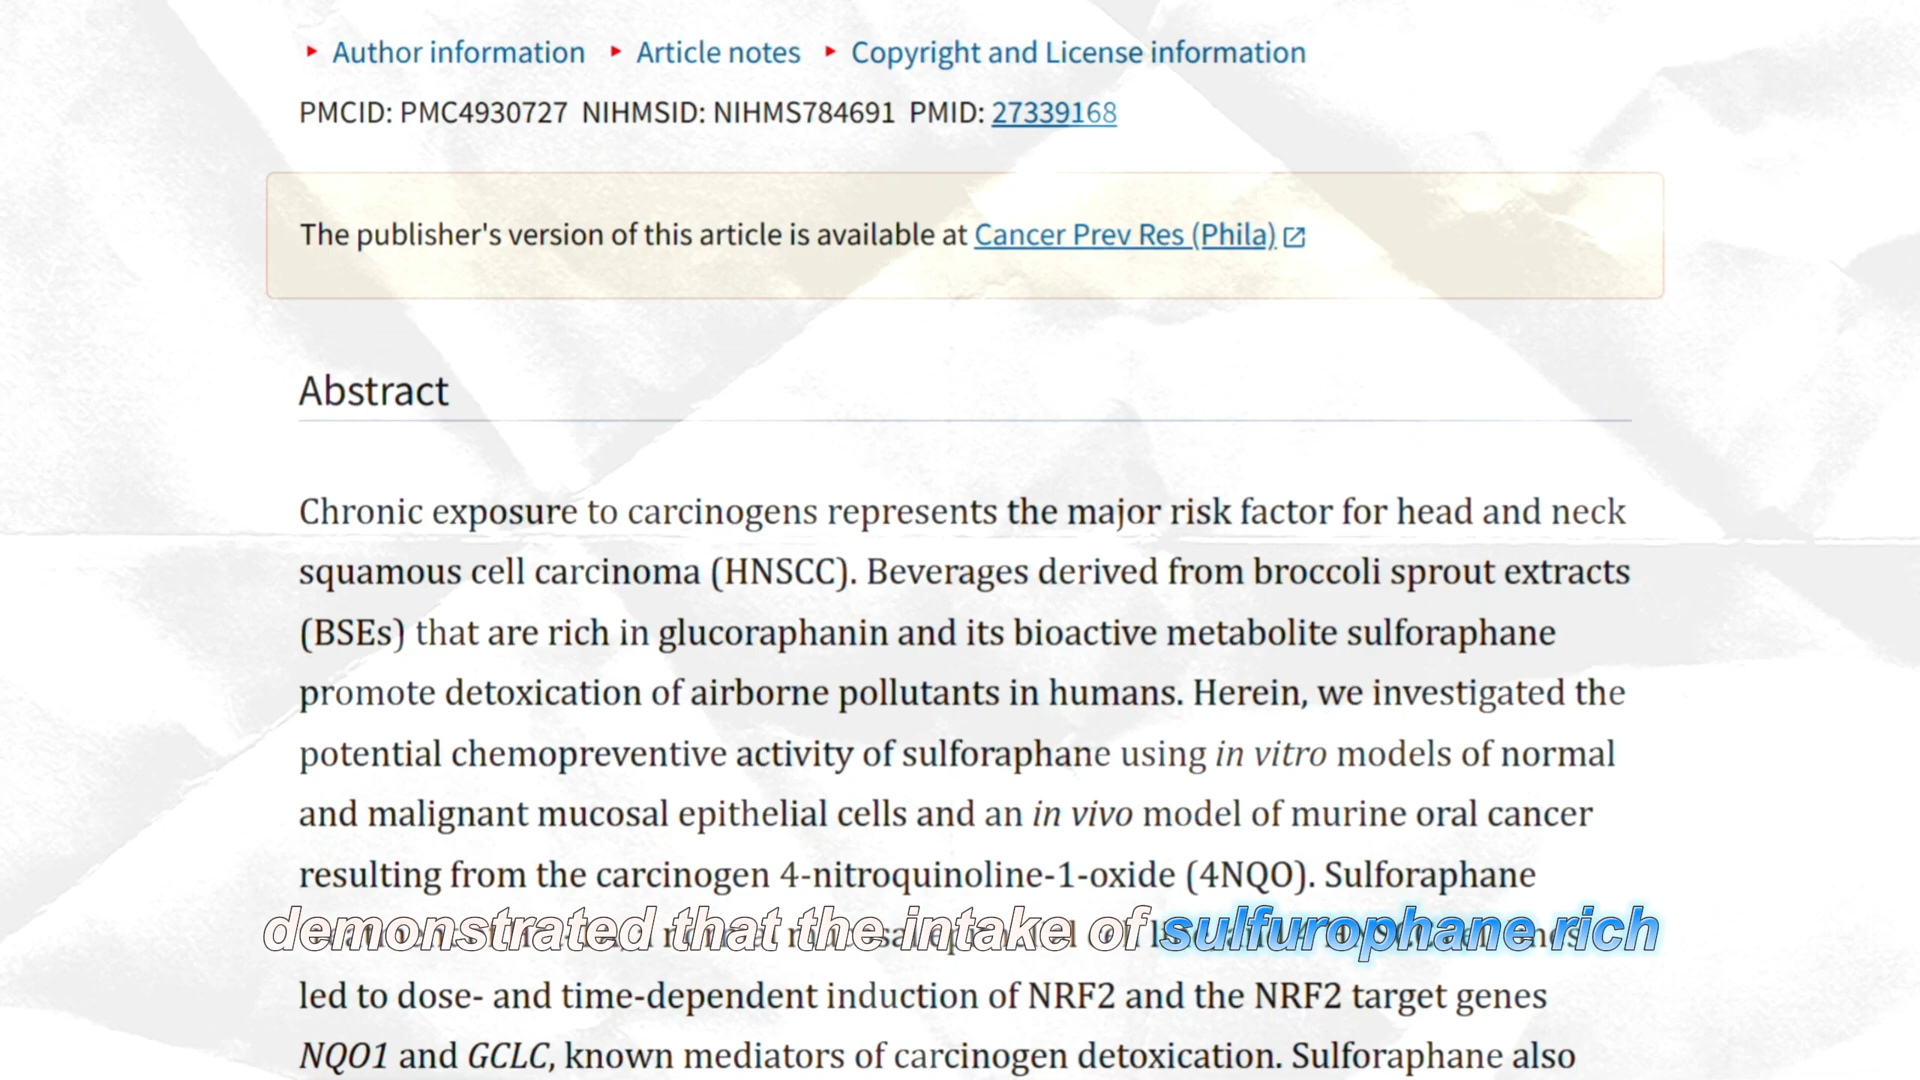 Author information Article notes Copyright and License information
PMCID: PMC4930727 NIHMSID: NIHMS784691 PMID: 27339168
The publisher's version of this article is available at Cancer Prev Res (Phila)
Abstract
Chronic exposure to carcinogens represents the major risk factor for head and neck
squamous cell carcinoma (HNSCC). Beverages derived from broccoli sprout extracts
(BSEs) that are rich in glucoraphanin and its bioactive metabolite sulforaphane
promote detoxication of airborne pollutants in humans. Herein, we investigated the
potential chemopreventive activity of sulforaphane using in vitro models of normal
and malignant mucosal epithelial cells and an in vivo model of murine oral cancer
resulting from the carcinogen 4-nitroquinoline-1-oxide (4NQO). Sulforaphane
demonstrated that the intake of sulfurophane rich
led to dose- and time-dependent induction of NRF2 and the NRF2 target genes
NQO1 and GCLC, known mediators of carcinogen detoxication. Sulforaphane also